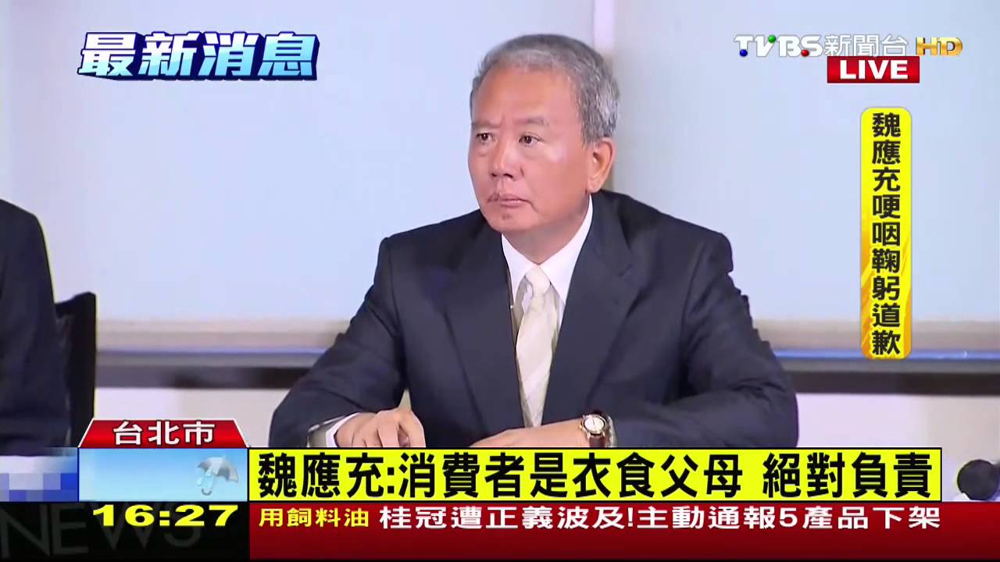 最新消息
TVBS新聞台 HD
LIVE
魏應充哽咽鞠躬道歉
台北市
魏應充:消費者是衣食父母 絕對負責
16:27
用飼料油 桂冠遭正義波及!主動通報5產品下架
NEWS